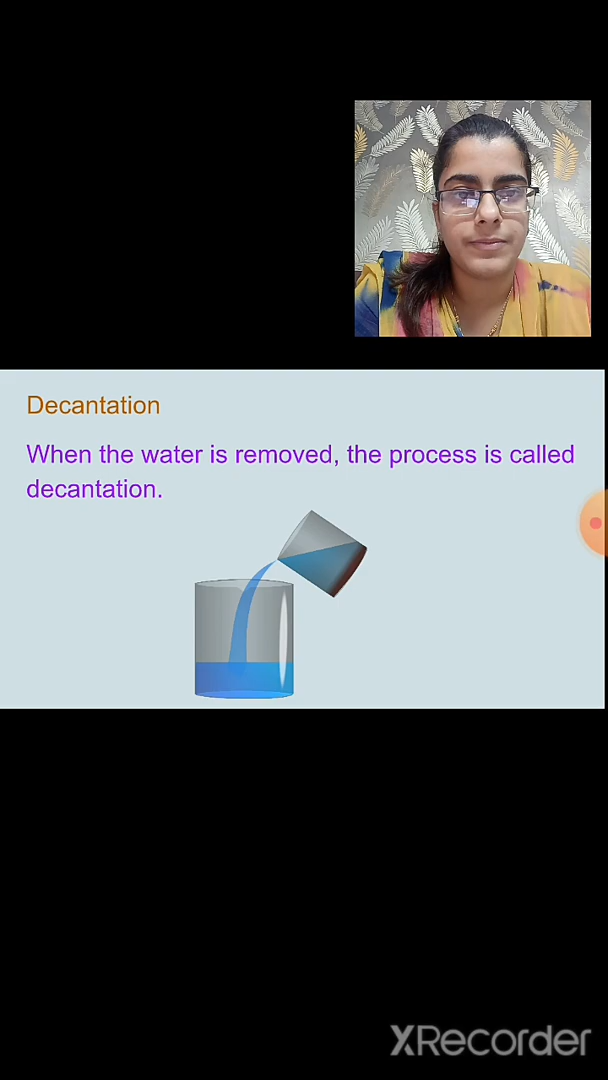 Decantation
When the water is removed, the process is called
decantation.
XRecorder